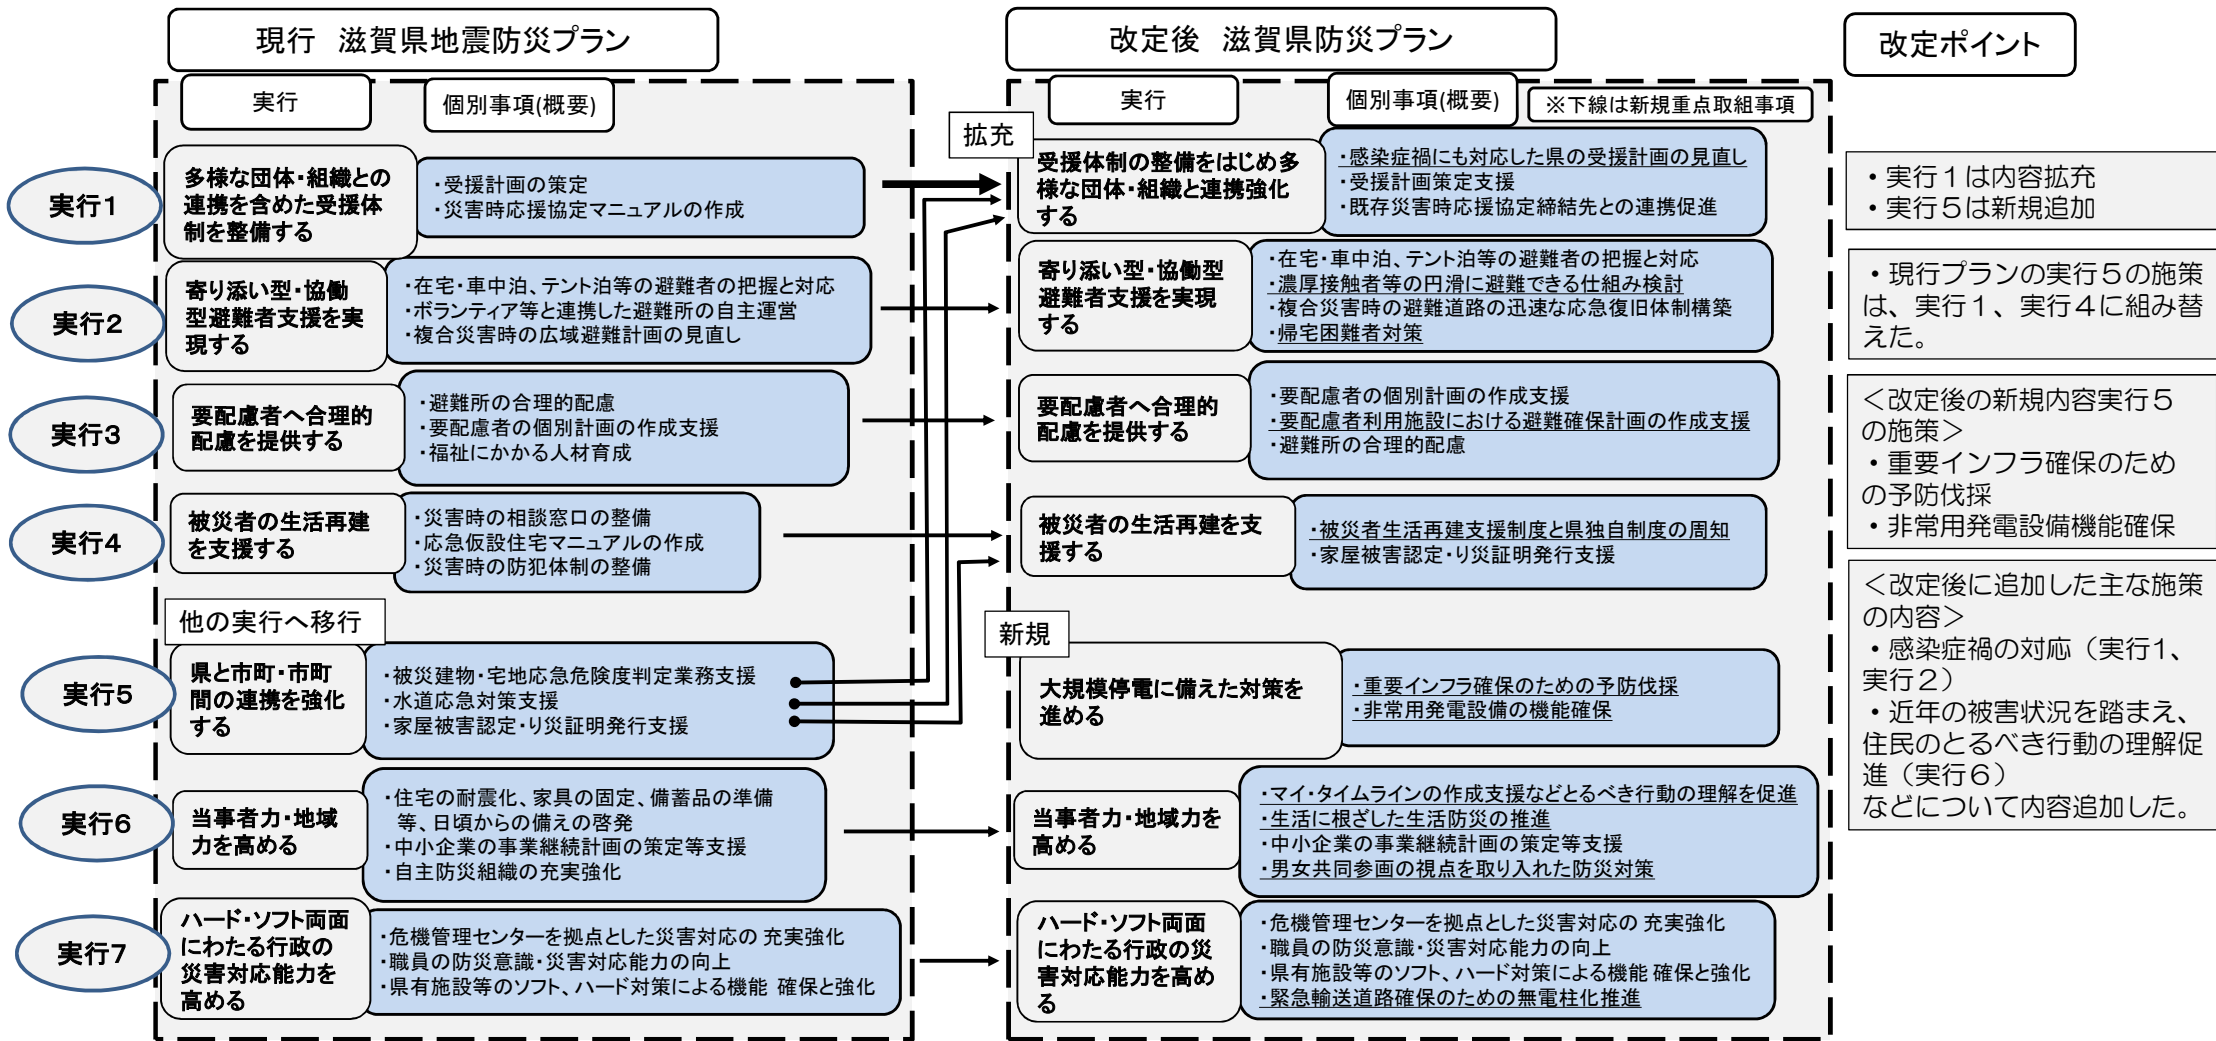 現行　滋賀県地震防災プラン
改定後　滋賀県防災プラン
改定ポイント
実行
個別事項(概要)
実行1
多様な団体・組織との
連携を含めた受援体
制を整備する
・受援計画の策定
・災害時応援協定マニュアルの作成
実行2
寄り添い型・協働
型避難者支援を実
現する
・在宅・車中泊、テント泊等の避難者の把握と対応
・ボランティア等と連携した避難所の自主運営
・複合災害時の広域避難計画の見直し
実行3
要配慮者へ合理的
配慮を提供する
・避難所の合理的配慮
・要配慮者の個別計画の作成支援
・福祉にかかる人材育成
実行4
被災者の生活再建
を支援する
・災害時の相談窓口の整備
・応急仮設住宅マニュアルの作成
・災害時の防犯体制の整備
他の実行へ移行
実行5
県と市町・市町
間の連携を強化
する
・被災建物・宅地応急危険度判定業務支援
・水道応急対策支援
・家屋被害認定・り災証明発行支援
実行6
当事者力・地域
力を高める
・住宅の耐震化、家具の固定、備蓄品の準備
等、日頃からの備えの啓発
・中小企業の事業継続計画の策定等支援
・自主防災組織の充実強化
実行7
ハード・ソフト両面
にわたる行政の
災害対応能力を
高める
・危機管理センターを拠点とした災害対応の 充実強化
・職員の防災意識・災害対応能力の向上
・県有施設等のソフト、ハード対策による機能 確保と強化
実行
個別事項(概要)
※下線は新規重点取組事項
拡充
受援体制の整備をはじめ多
様な団体・組織と連携強化
する
・感染症禍にも対応した県の受援計画の見直し
・受援計画策定支援
・既存災害時応援協定締結先との連携促進
寄り添い型・協働型
避難者支援を実現
する
・在宅・車中泊、テント泊等の避難者の把握と対応
・濃厚接触者等の円滑に避難できる仕組み検討
・複合災害時の避難道路の迅速な応急復旧体制構築
・帰宅困難者対策
要配慮者へ合理的
配慮を提供する
・要配慮者の個別計画の作成支援
・要配慮者利用施設における避難確保計画の作成支援
・避難所の合理的配慮
被災者の生活再建を支
援する
・被災者生活再建支援制度と県独自制度の周知
・家屋被害認定・り災証明発行支援
新規
大規模停電に備えた対策を
進める
・重要インフラ確保のための予防伐採
・非常用発電設備の機能確保
当事者力・地域力を
高める
・マイ・タイムラインの作成支援などとるべき行動の理解を促進
・生活に根ざした生活防災の推進
・中小企業の事業継続計画の策定等支援
・男女共同参画の視点を取り入れた防災対策
ハード・ソフト両面
にわたる行政の災
害対応能力を高め
る
・危機管理センターを拠点とした災害対応の 充実強化
・職員の防災意識・災害対応能力の向上
・県有施設等のソフト、ハード対策による機能 確保と強化
・緊急輸送道路確保のための無電柱化推進
・実行１は内容拡充
・実行５は新規追加
・現行プランの実行５の施策
は、実行１、実行４に組み替
えた。
＜改定後の新規内容実行５
の施策＞
・重要インフラ確保のため
の予防伐採
・非常用発電設備機能確保
＜改定後に追加した主な施策
の内容＞
・感染症禍の対応（実行1、
実行２）
・近年の被害状況を踏まえ、
住民のとるべき行動の理解促
進（実行６）
などについて内容追加した。